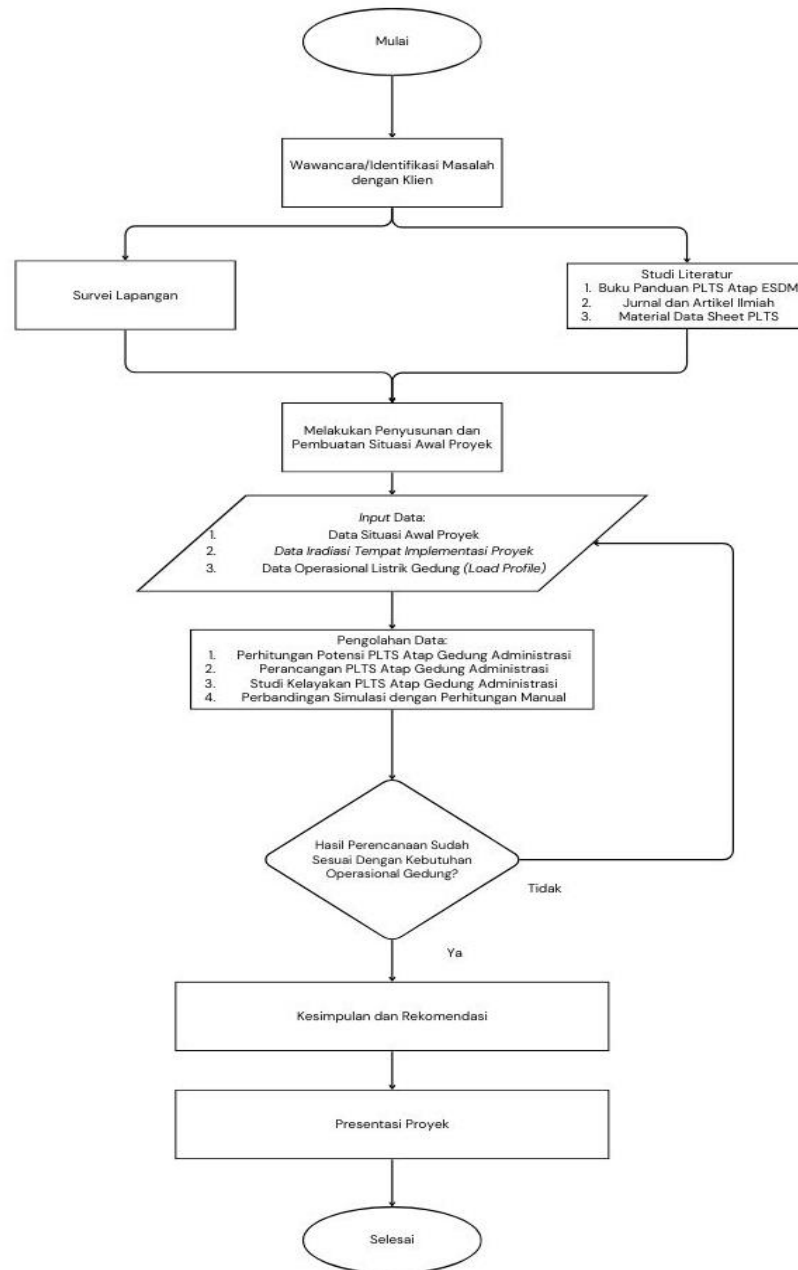 Mulai
Wawancara/Identifikasi Masalah
dengan Klien
Survei Lapangan
Studi Literatur
1. Buku Panduan PLTS Atap ESDM
2. Jurnal dan Artikel Ilmiah
3. Material Data Sheet PLTS
Melakukan Penyusunan dan
Pembuatan Situasi Awal Proyek
Input Data:
1. Data Situasi Awal Proyek
2. Data Iradiasi Tempat Implementasi Proyek
3. Data Operasional Listrik Gedung (Load Profile)
Pengolahan Data:
1. Perhitungan Potensi PLTS Atap Gedung Administrasi
2. Perancangan PLTS Atap Gedung Administrasi
3. Studi Kelayakan PLTS Atap Gedung Administrasi
4. Perbandingan Simulasi dengan Perhitungan Manual
Hasil Perencanaan Sudah
Sesuai Dengan Kebutuhan
Operasional Gedung?
Tidak
Ya
Kesimpulan dan Rekomendasi
Presentasi Proyek
Selesai